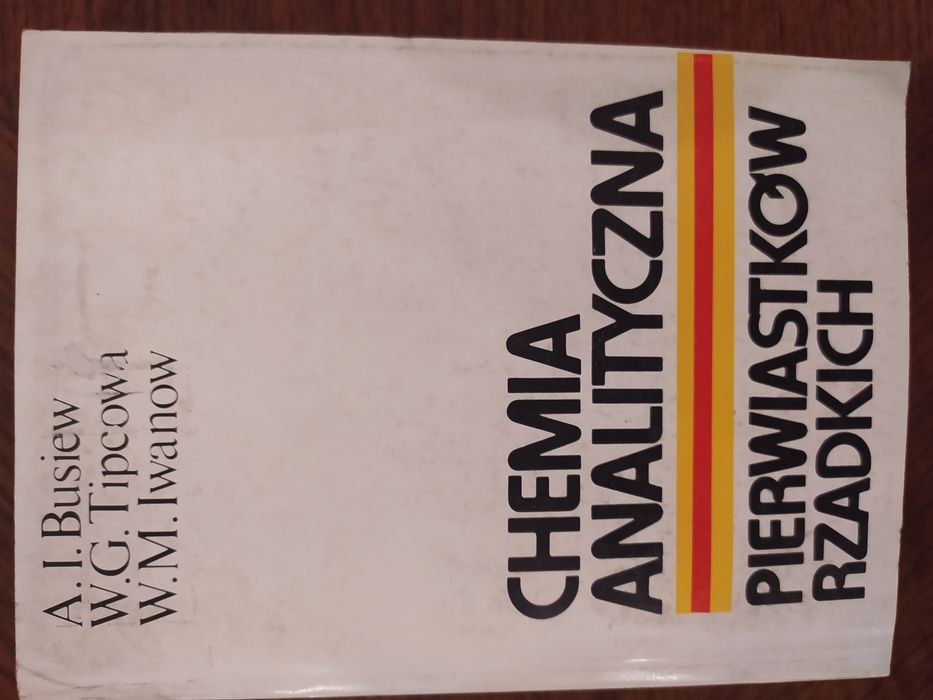 A.I.Busiew
W.G.Tipcowa
W.M.Iwanow
CHEMIA
ANALITYCZNA
PIERWIASTKÓW
RZADKICH